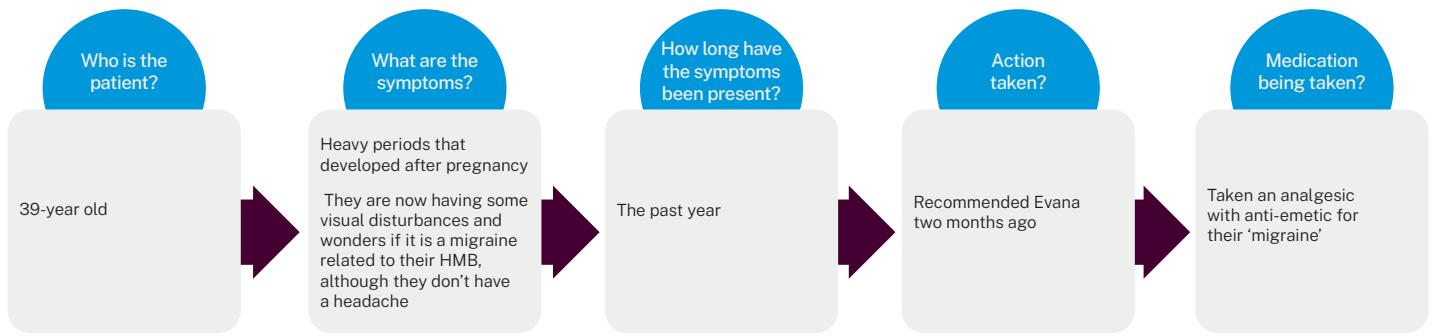 Who is the
patient?
39-year old
What are the
symptoms?
Heavy periods that
developed after pregnancy
They are now having some
visual disturbances and
wonders if it is a migraine
related to their HMB,
although they don’t have
a headache
How long have
the symptoms
been present?
The past year
Action
taken?
Recommended Evana
two months ago
Medication
being taken?
Taken an analgesic
with anti-emetic for
their ‘migraine’